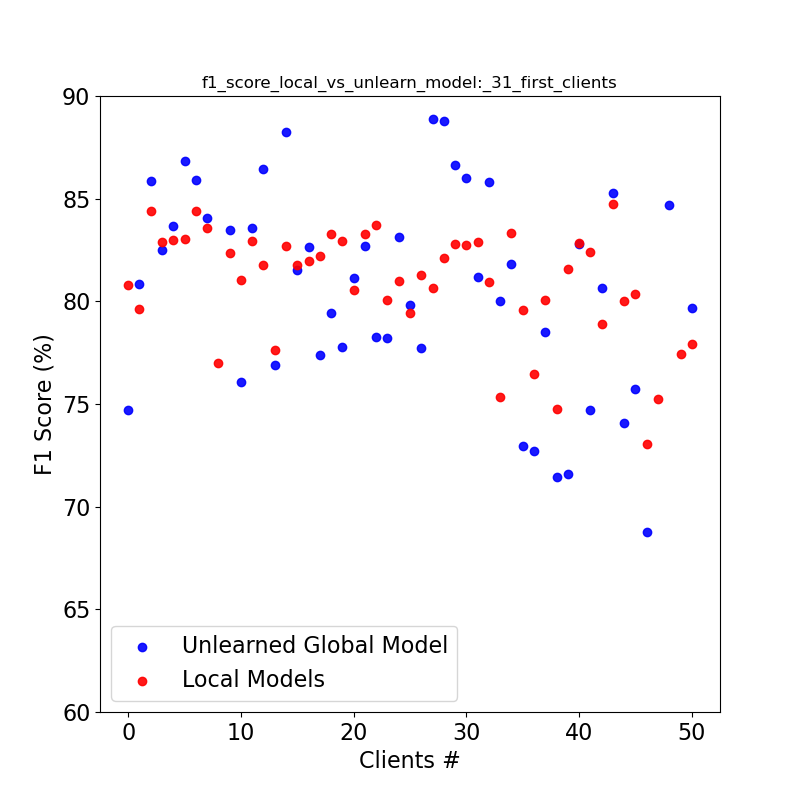 f1_score_local_vs_unlearn_model:_31_first_clients
90
85
80
75
70
65
60
F1 Score (%)
Unlearned Global Model
Local Models
0 10 20 30 40 50
Clients #